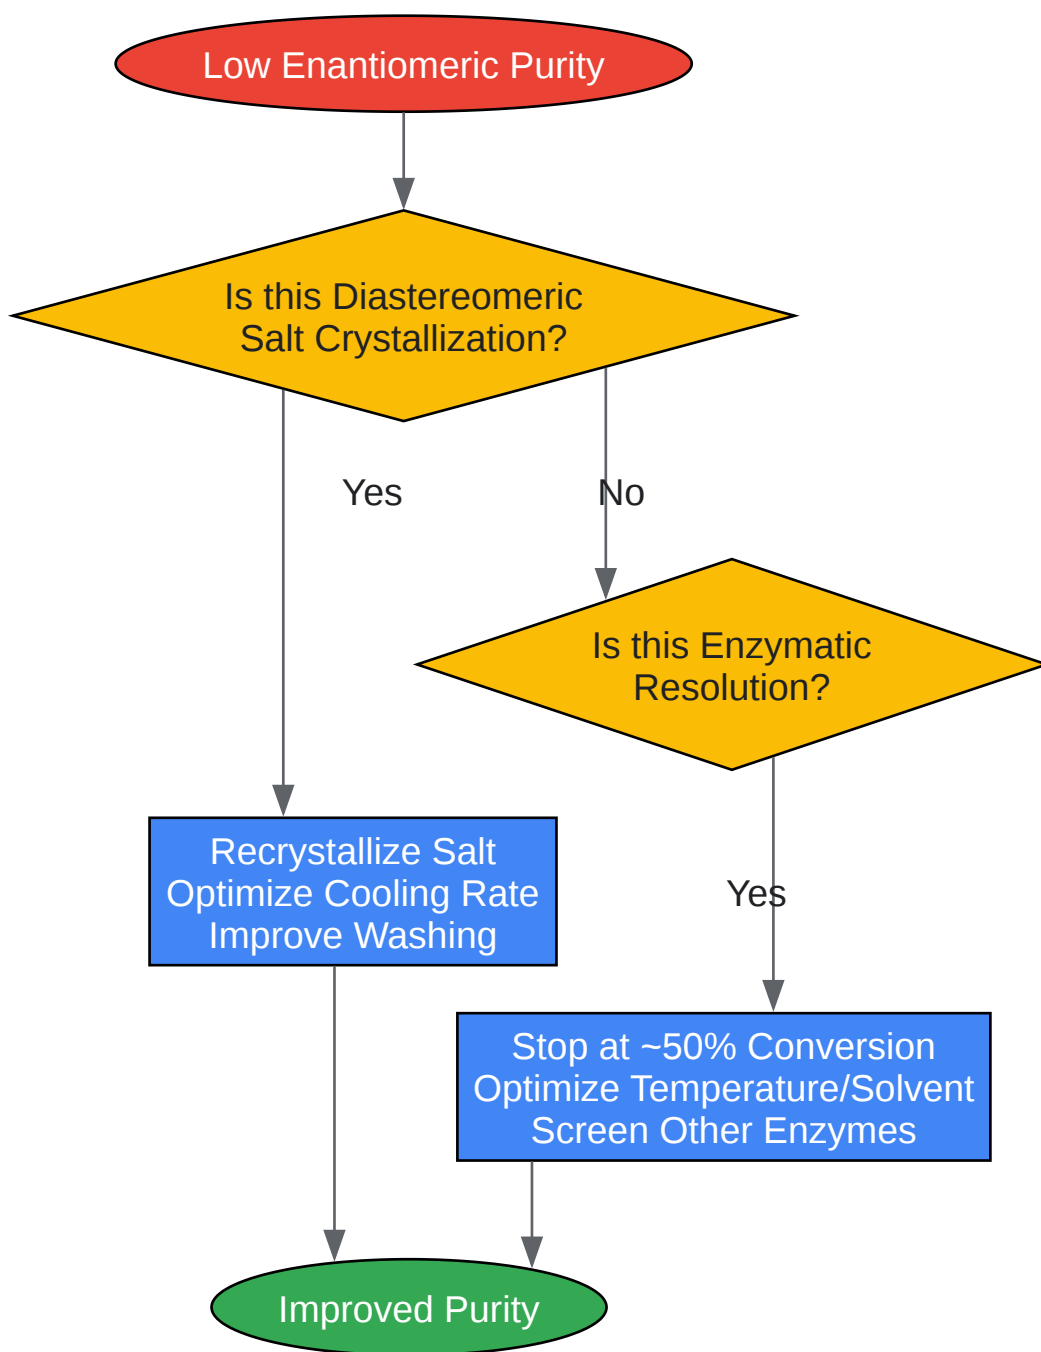 Low Enantiomeric Purity
Is this Diastereomeric
Salt Crystallization?
Yes
No
Is this Enzymatic
Resolution?
Recrystallize Salt
Optimize Cooling Rate
Improve Washing
Yes
Stop at ~50% Conversion
Optimize Temperature/Solvent
Screen Other Enzymes
Improved Purity